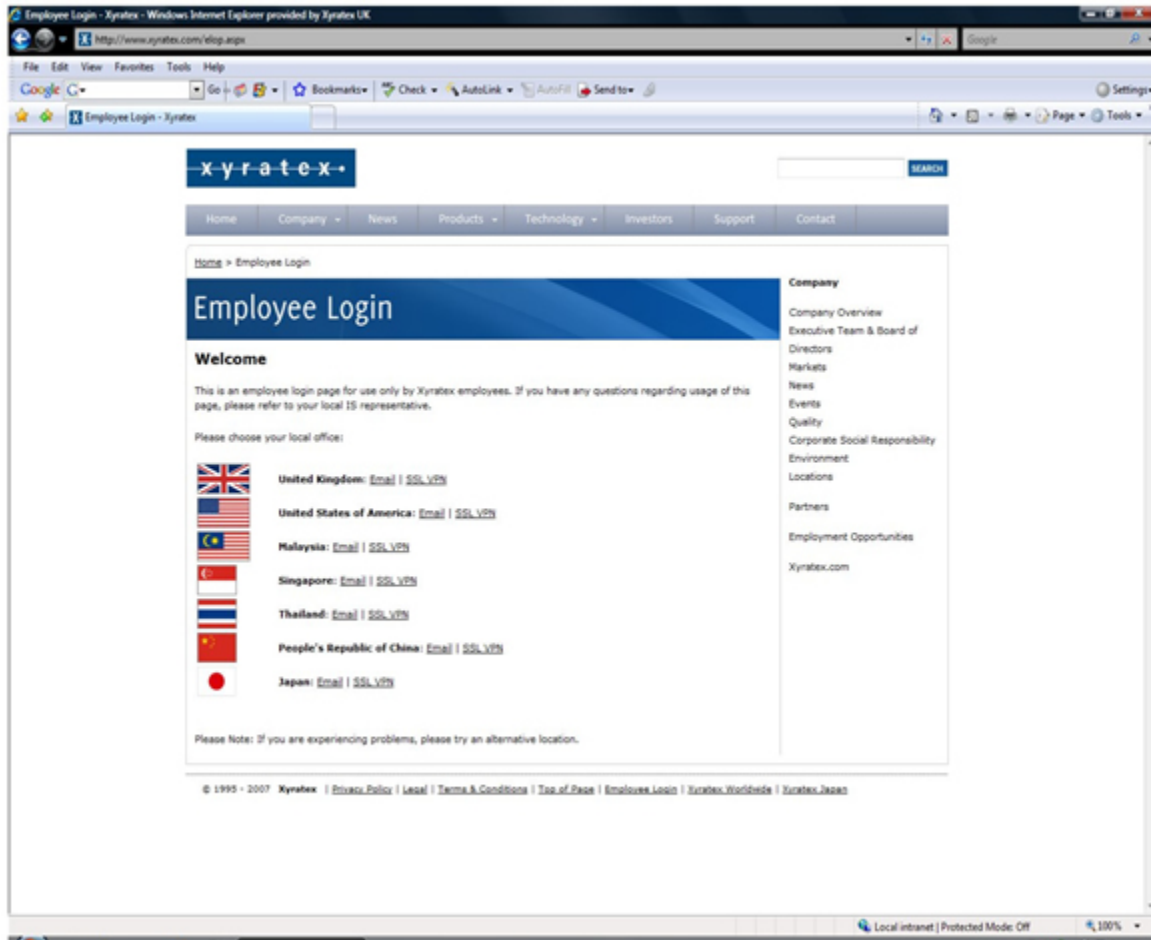 Employee Login - Xyratex - Windows Internet Explorer provided by Xyratex UK
http://www.xyratex.com/elop.aspx
Google
File Edit View Favorites Tools Help
Google G Go Bookmarks Check AutoLink AutoFill Send to Settings
Employee Login - Xyratex Page Tools
xyratex
SEARCH
Home Company News Products Technology Investors Support Contact
Home > Employee Login
Employee Login
Welcome
This is an employee login page for use only by Xyratex employees. If you have any questions regarding usage of this
page, please refer to your local IS representative.
Please choose your local office:
United Kingdom: Email | SSL VPN
United States of America: Email | SSL VPN
Malaysia: Email | SSL VPN
Singapore: Email | SSL VPN
Thailand: Email | SSL VPN
People's Republic of China: Email | SSL VPN
Japan: Email | SSL VPN
Please Note: If you are experiencing problems, please try an alternative location.
Company
Company Overview
Executive Team & Board of
Directors
Markets
News
Events
Quality
Corporate Social Responsibility
Environment
Locations
Partners
Employment Opportunities
Xyratex.com
© 1995 - 2007 Xyratex | Privacy Policy | Legal | Terms & Conditions | Top of Page | Employee Login | Xyratex Worldwide | Xyratex Japan
Local intranet | Protected Mode: Off 100%